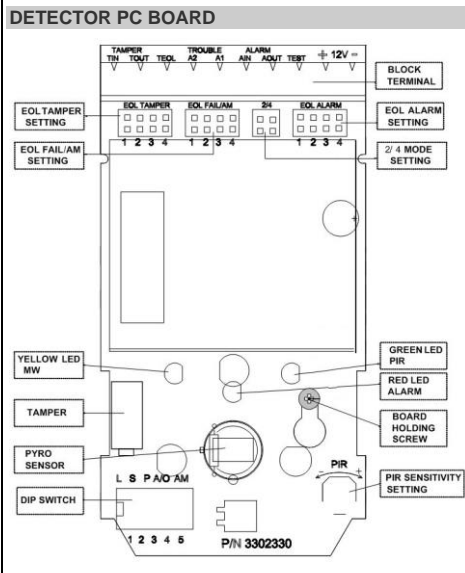 DETECTOR PC BOARD
TAMPER TROUBLE ALARM
TIN TOUT TEOL A2 A1 AIN AOUT TEST + 12V -
BLOCK
TERMINAL
EOL TAMPER
SETTING
EOL TAMPER EOL FAIL/AM 2/4 EOL ALARM
EOL ALARM
SETTING
1 2 3 4 1 2 3 4 1 2 3 4
EOL FAIL/AM
SETTING
2/ 4 MODE
SETTING
YELLOW LED
MW
GREEN LED
PIR
RED LED
ALARM
TAMPER
BOARD
HOLDING
SCREW
PYRO
SENSOR
PIR
- +
L S P A/O AM
PIR SENSITIVITY
SETTING
DIP SWITCH
1 2 3 4 5
P/N 3302330